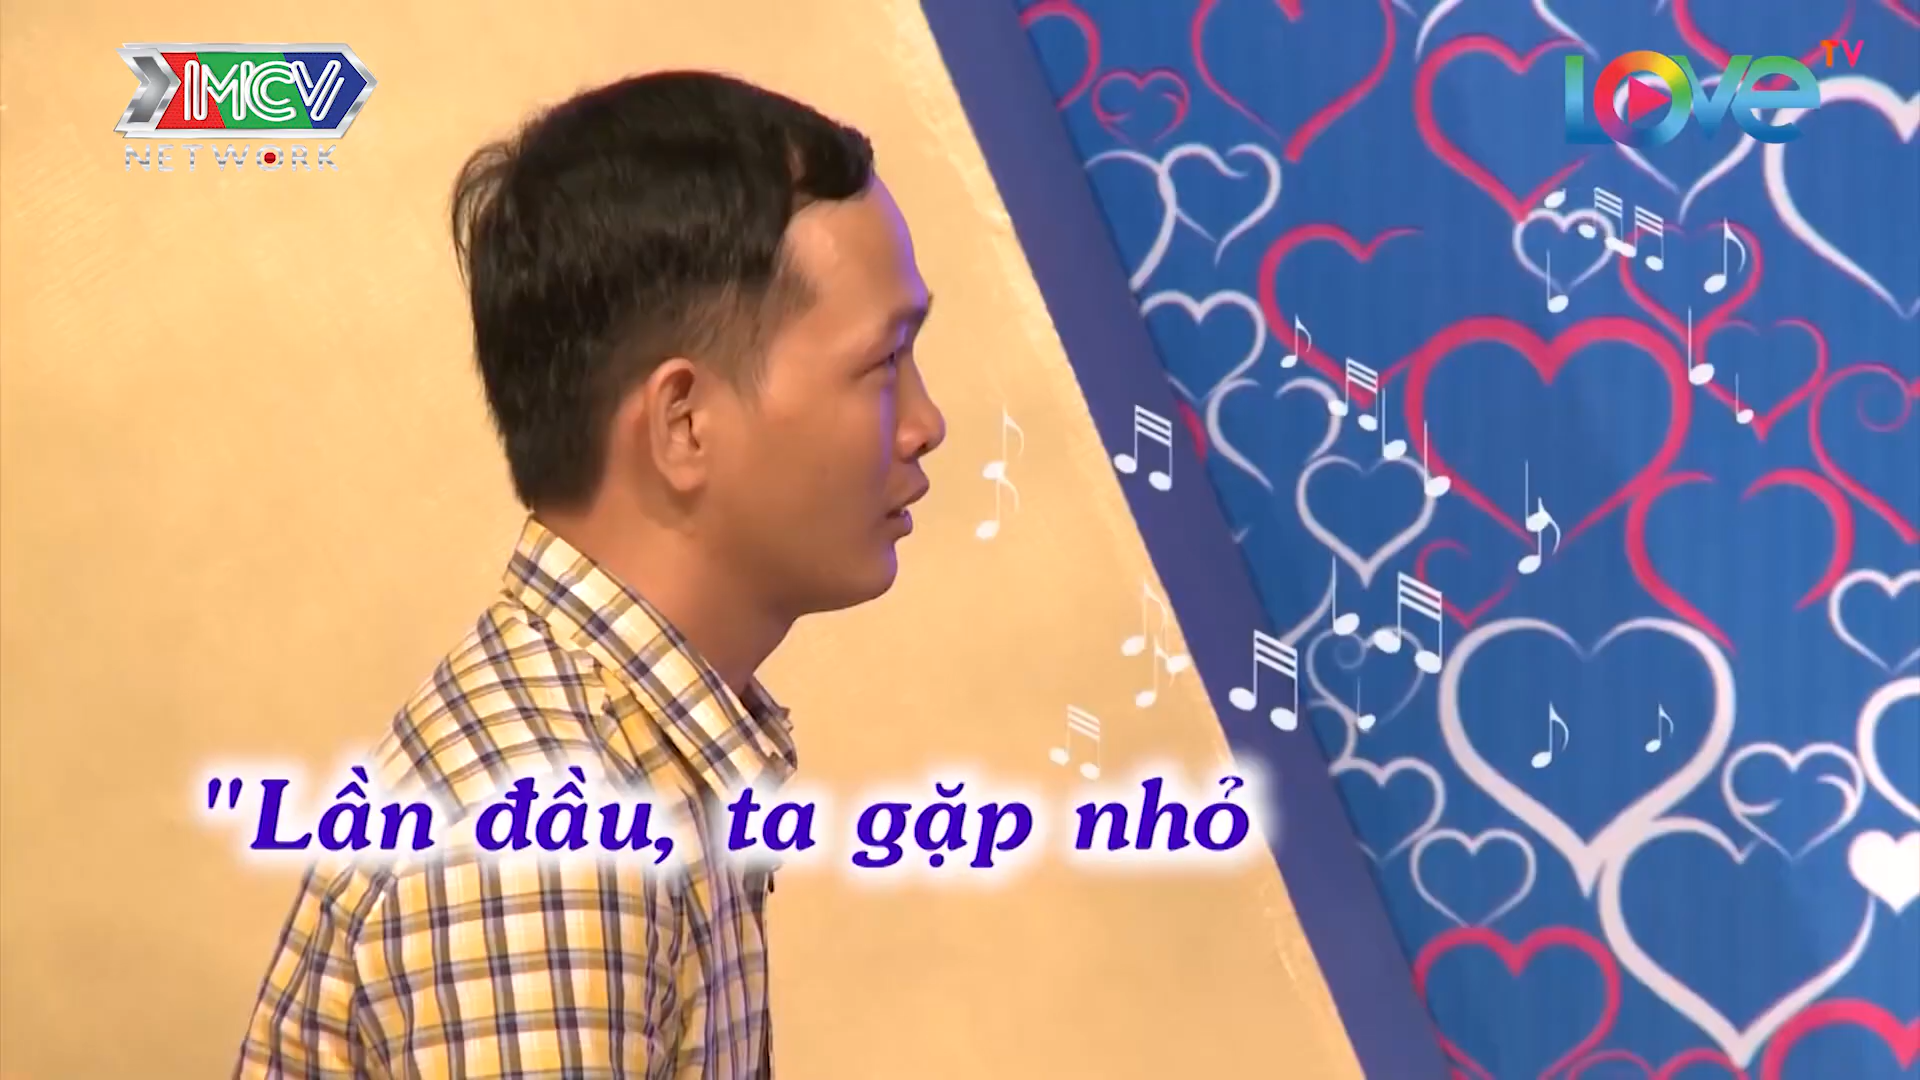 MCV
NETWORK
LOVE TV
"Lần đầu, ta gặp nhỏ